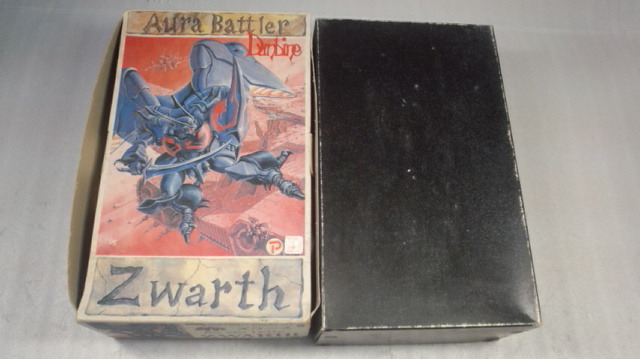 Aura Battler
Dunbine
Zwarth